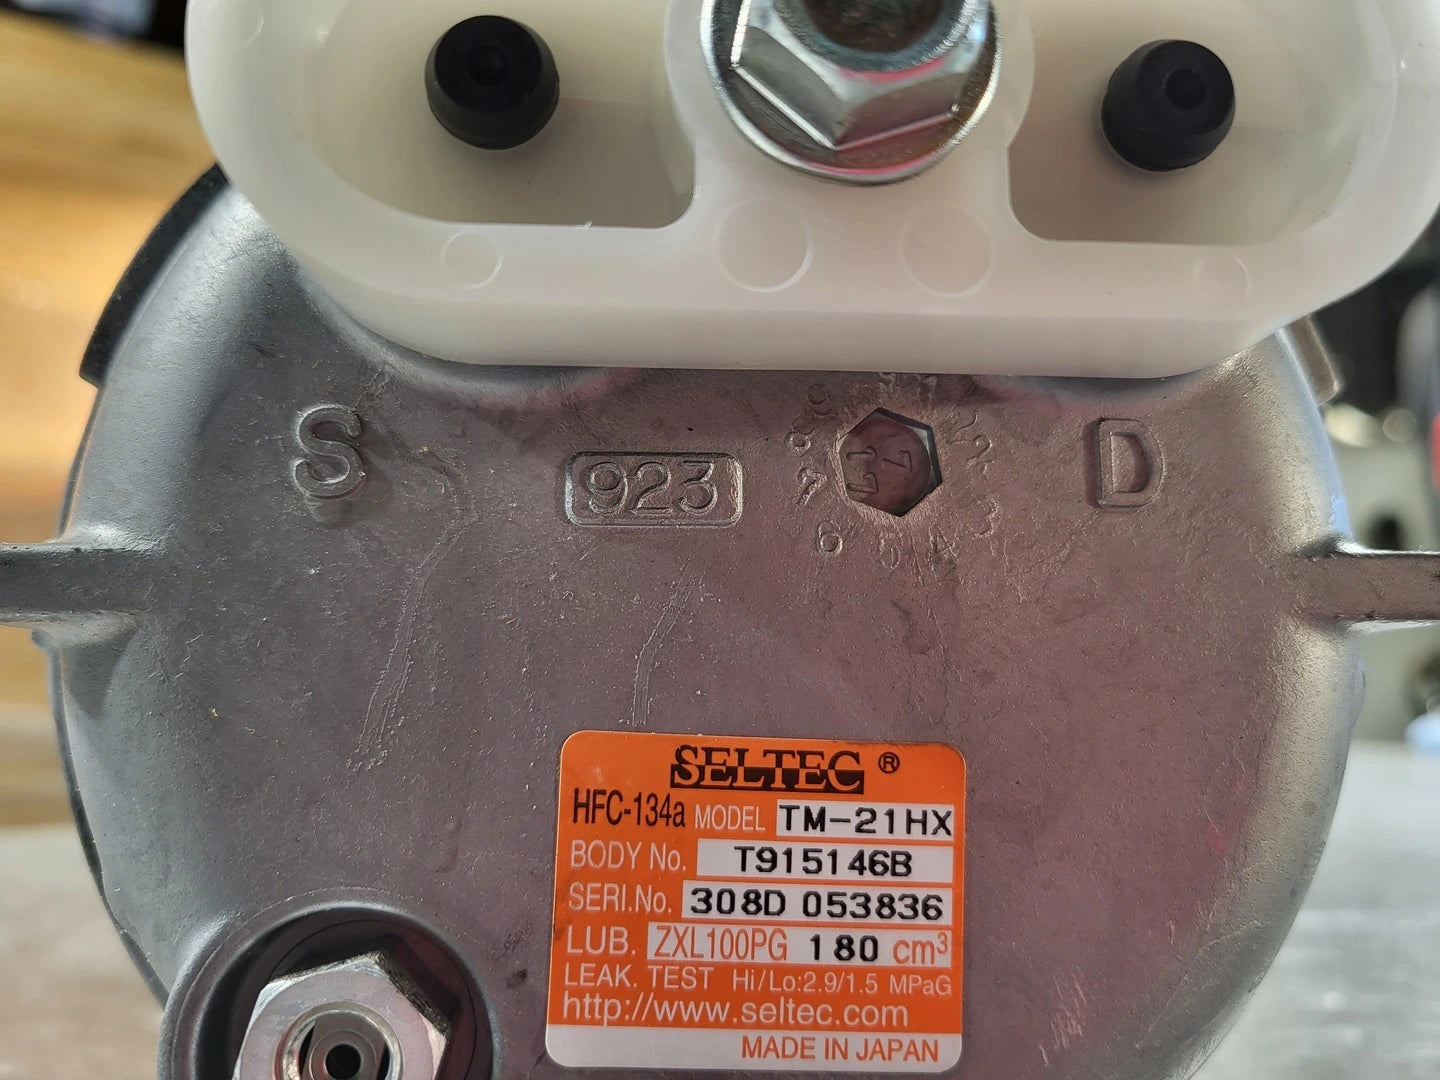 S 923 D
SELTEC ®
HFC-134a MODEL TM-21HX
BODY No. T915146B
SERI.No. 308D 053836
LUB. ZXL100PG 180 cm³
LEAK. TEST Hi/Lo:2.9/1.5 MPaG
http://www.seltec.com
MADE IN JAPAN